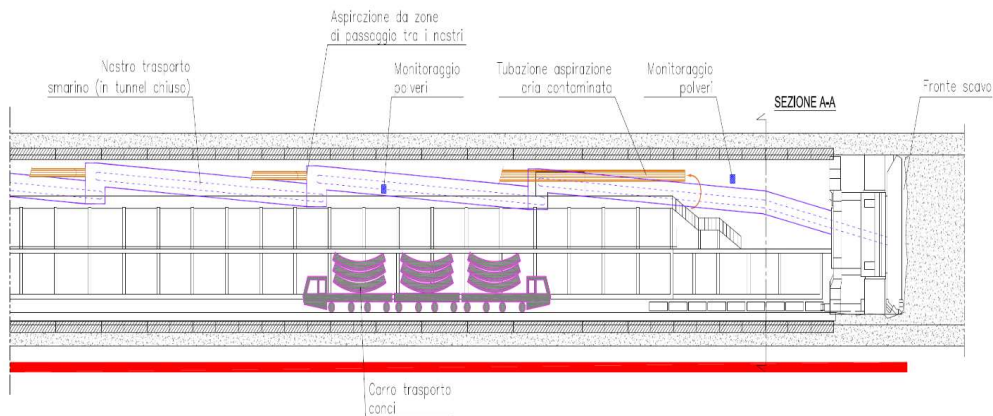 Aspirazione da zone
di passaggio tra i nastri
Nastro trasporto
smarino (in tunnel chiuso)
Monitoraggio
polveri
Tubazione aspirazione
aria contaminata
Monitoraggio
polveri
Fronte scavo
SEZIONE A-A
Carro trasporto
conci